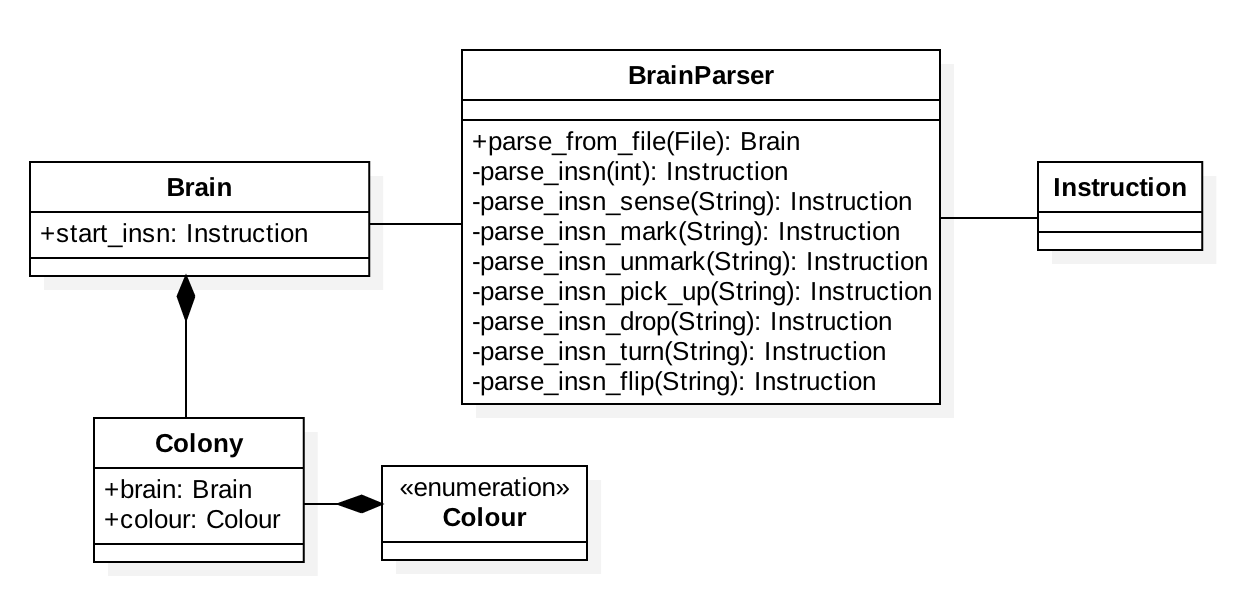 BrainParser
+parse_from_file(File): Brain
-parse_insn(int): Instruction
-parse_insn_sense(String): Instruction
-parse_insn_mark(String): Instruction
-parse_insn_unmark(String): Instruction
-parse_insn_pick_up(String): Instruction
-parse_insn_drop(String): Instruction
-parse_insn_turn(String): Instruction
-parse_insn_flip(String): Instruction
Brain
+start_insn: Instruction
Instruction
Colony
+brain: Brain
+colour: Colour
«enumeration»
Colour